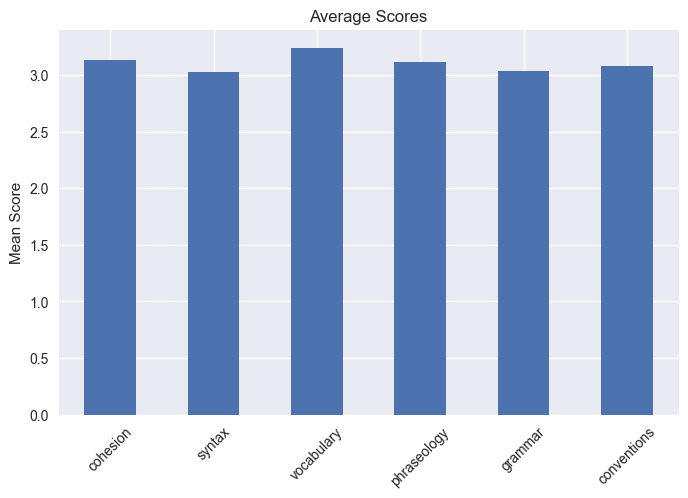 Average Scores
Mean Score
3.0
2.5
2.0
1.5
1.0
0.5
0.0
cohesion
syntax
vocabulary
phraseology
grammar
conventions